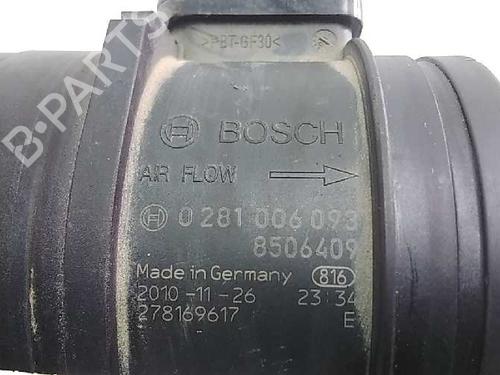 B-PARTS
>PBT-GF30<
BOSCH
AIR FLOW
0 281 006 093
8506409
Made in Germany 816
2010-11-26 23:34
278169617 E